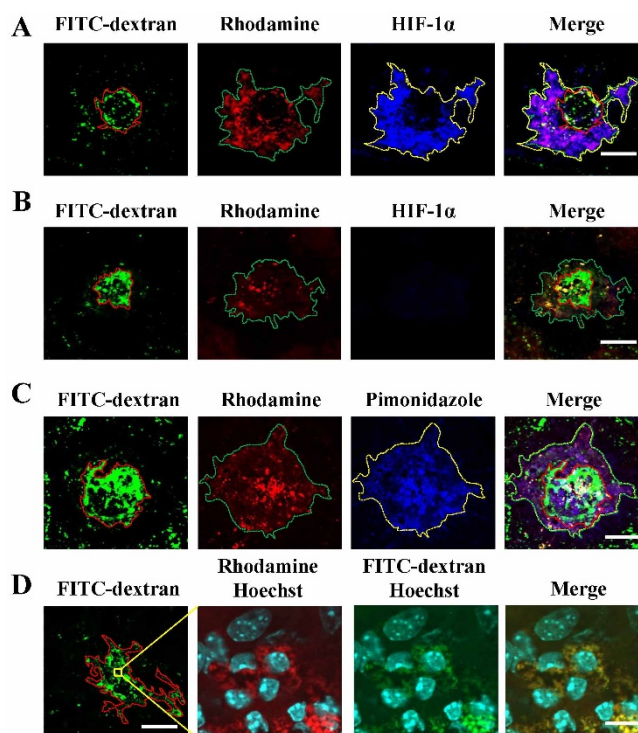 A
FITC-dextran Rhodamine HIF-1α Merge
B
FITC-dextran Rhodamine HIF-1α Merge
C
FITC-dextran Rhodamine Pimonidazole Merge
D
FITC-dextran Rhodamine Hoechst FITC-dextran Hoechst Merge